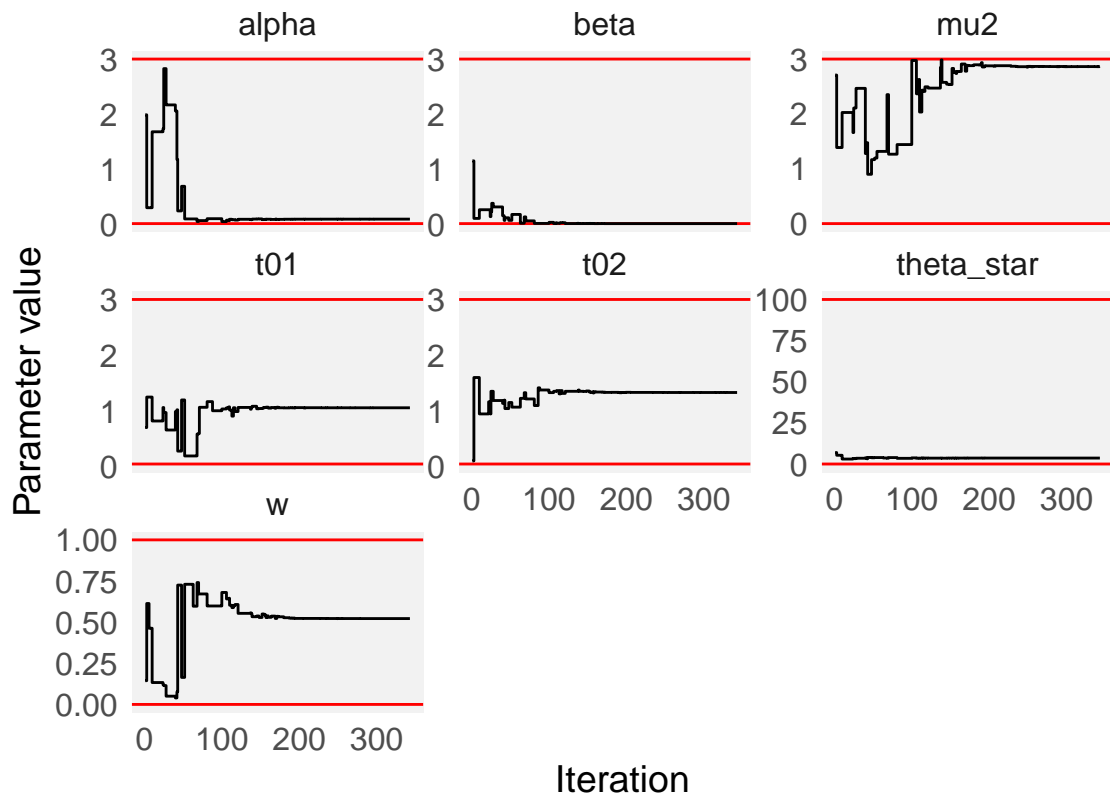 alpha beta mu2
3 3 3
2 2 2
1 1 1
0 0 0
t01 t02 theta_star
3 3 100
2 2 75
50
1 1 25
0 0 0
0 100 200 300 0 100 200 300
w
1.00
0.75
0.50
0.25
0.00
0 100 200 300
Parameter value
Iteration